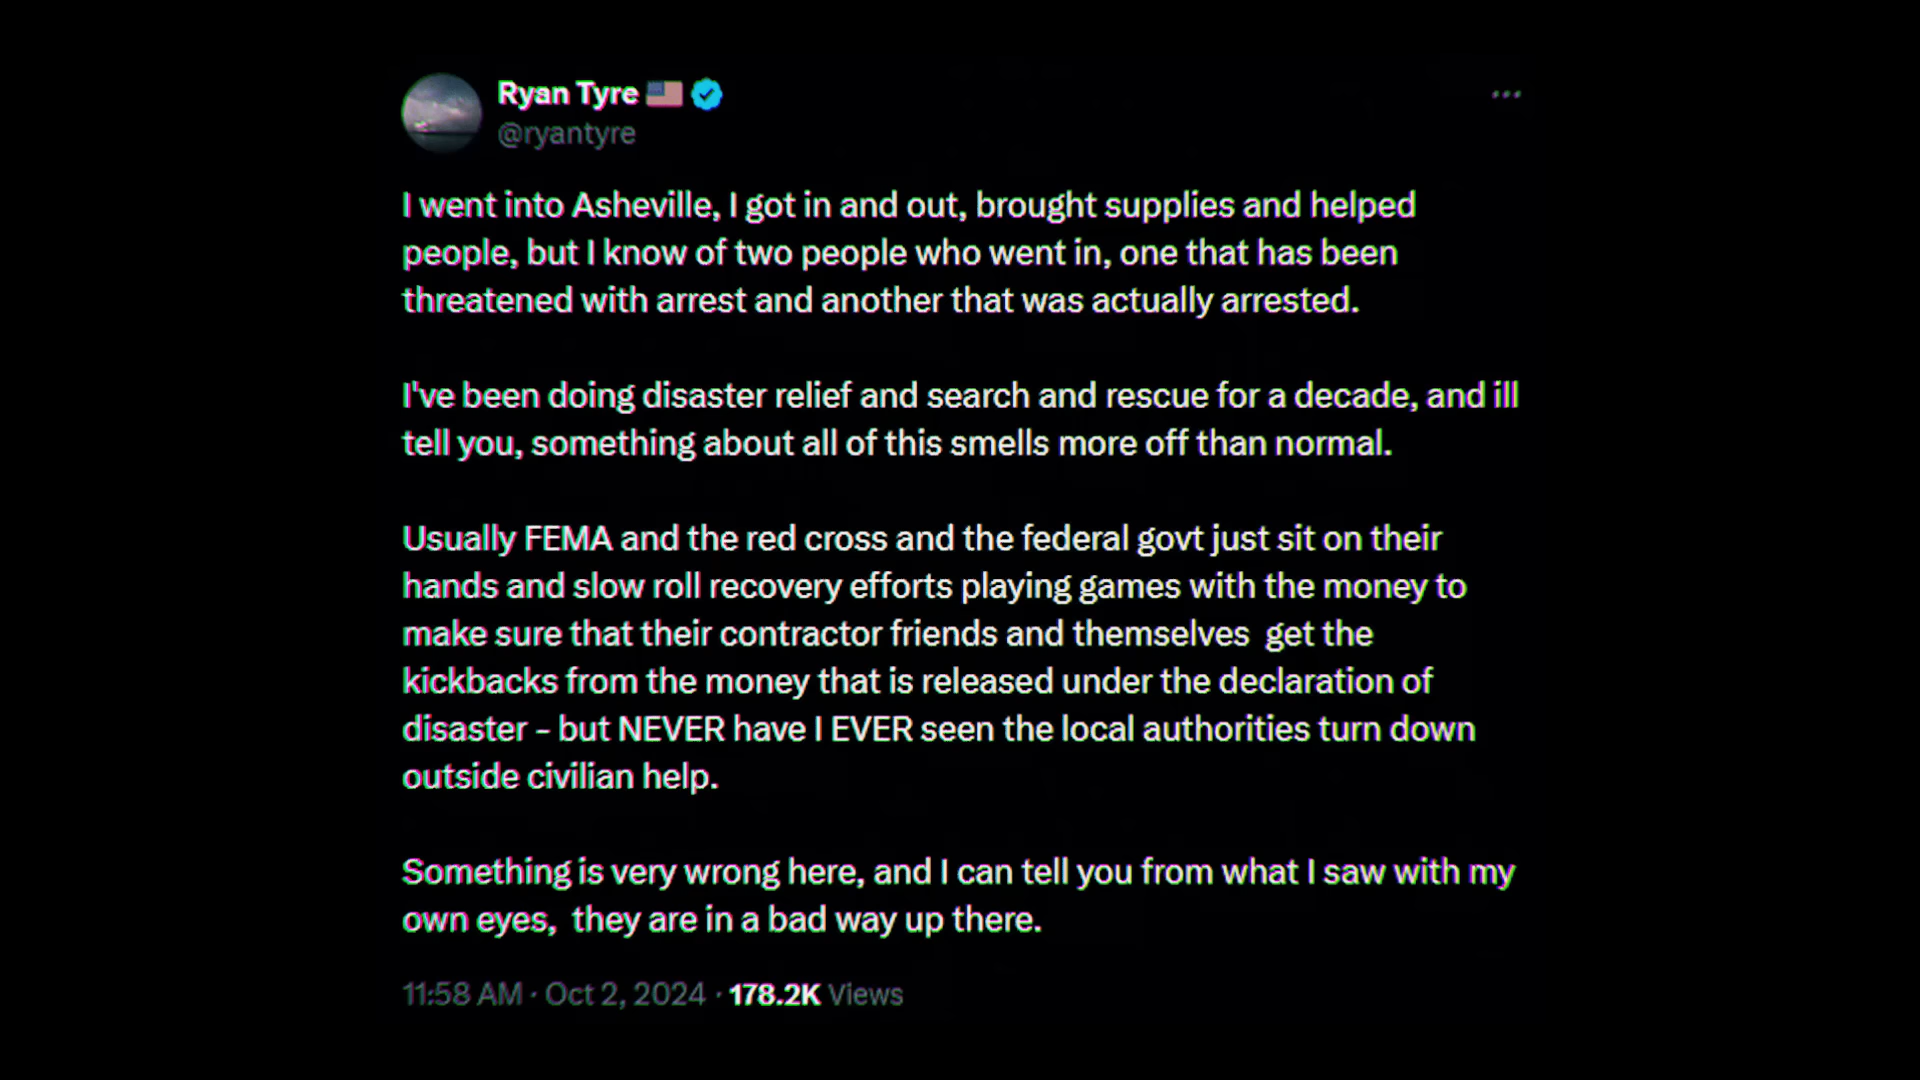 Ryan Tyre 🇺🇸
@ryantyre
I went into Asheville, I got in and out, brought supplies and helped
people, but I know of two people who went in, one that has been
threatened with arrest and another that was actually arrested.
I've been doing disaster relief and search and rescue for a decade, and ill
tell you, something about all of this smells more off than normal.
Usually FEMA and the red cross and the federal govt just sit on their
hands and slow roll recovery efforts playing games with the money to
make sure that their contractor friends and themselves  get the
kickbacks from the money that is released under the declaration of
disaster - but NEVER have I EVER seen the local authorities turn down
outside civilian help.
Something is very wrong here, and I can tell you from what I saw with my
own eyes,  they are in a bad way up there.
11:58 AM · Oct 2, 2024 · 178.2K Views